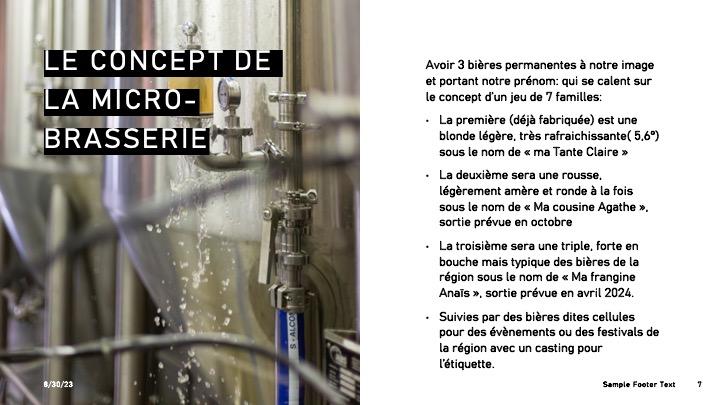 LE CONCEPT DE
LA MICRO-
BRASSERIE
Avoir 3 bières permanentes à notre image
et portant notre prénom: qui se calent sur
le concept d'un jeu de 7 familles:
• La première (déjà fabriquée) est une
blonde légère, très rafraichissante( 5,6°)
sous le nom de « ma Tante Claire »
• La deuxième sera une rousse,
légèrement amère et ronde à la fois
sous le nom de « Ma cousine Agathe »,
sortie prévue en octobre
• La troisième sera une triple, forte en
bouche mais typique des bières de la
région sous le nom de « Ma frangine
Anaïs », sortie prévue en avril 2024.
• Suivies par des bières dites cellules
pour des évènements ou des festivals de
la région avec un casting pour
l'étiquette.
S - ALCO
6/30/23
Sample Footer Text
7